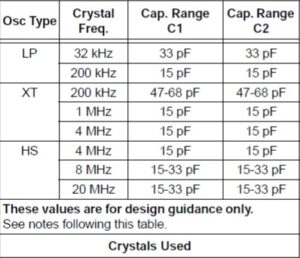 Osc Type Crystal Freq. Cap. Range C1 Cap. Range C2
LP 32 kHz 33 pF 33 pF
200 kHz 15 pF 15 pF
XT 200 kHz 47-68 pF 47-68 pF
1 MHz 15 pF 15 pF
4 MHz 15 pF 15 pF
HS 4 MHz 15 pF 15 pF
8 MHz 15-33 pF 15-33 pF
20 MHz 15-33 pF 15-33 pF
These values are for design guidance only.
See notes following this table.
Crystals Used